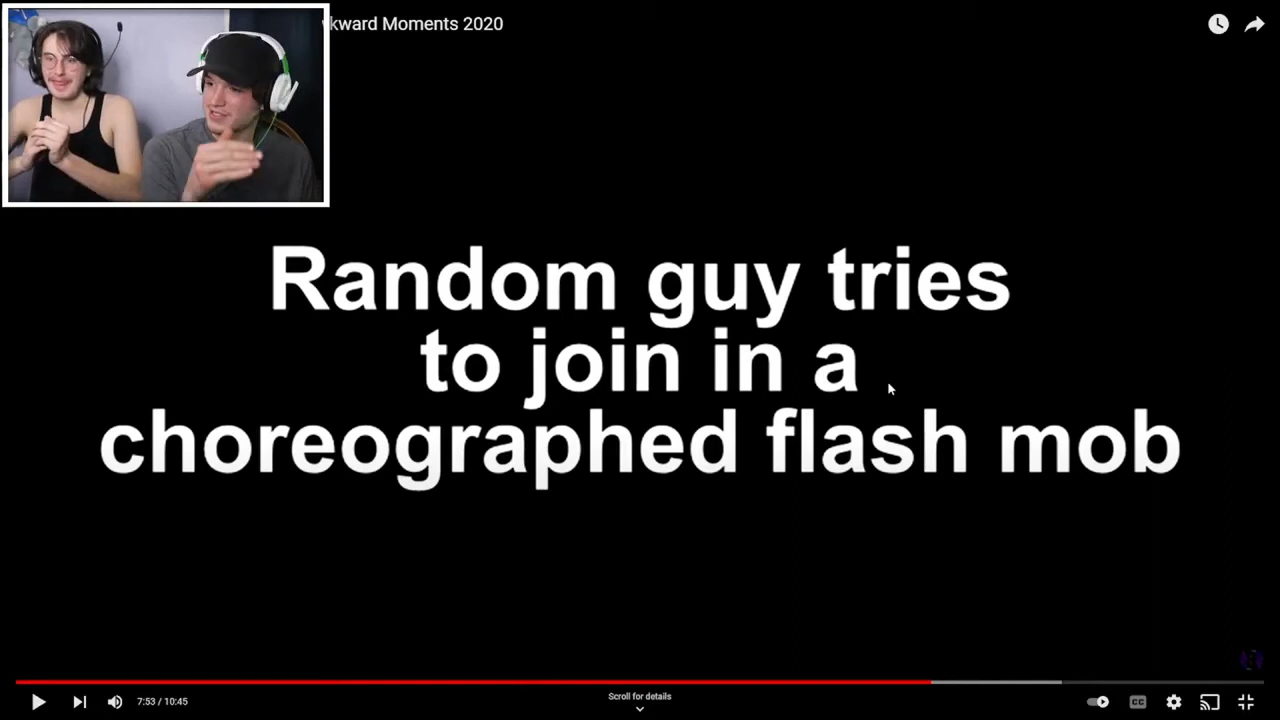 kward Moments 2020
Random guy tries
to join in a
choreographed flash mob
Scroll for details
7:53 / 10:45
CC